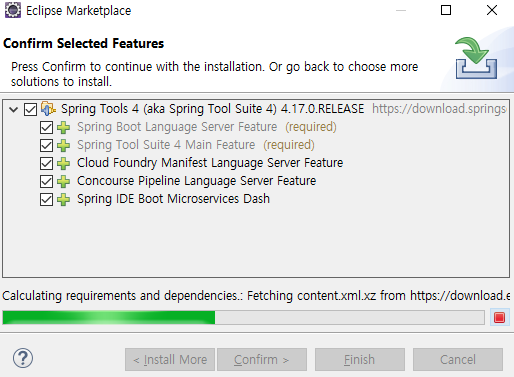 Eclipse Marketplace
Confirm Selected Features
Press Confirm to continue with the installation. Or go back to choose more
solutions to install.
Spring Tools 4 (aka Spring Tool Suite 4) 4.17.0.RELEASE https://download.springs
Spring Boot Language Server Feature (required)
Spring Tool Suite 4 Main Feature (required)
Cloud Foundry Manifest Language Server Feature
Concourse Pipeline Language Server Feature
Spring IDE Boot Microservices Dash
Calculating requirements and dependencies.: Fetching content.xml.xz from https://download.e
? < Install More Confirm > Finish Cancel